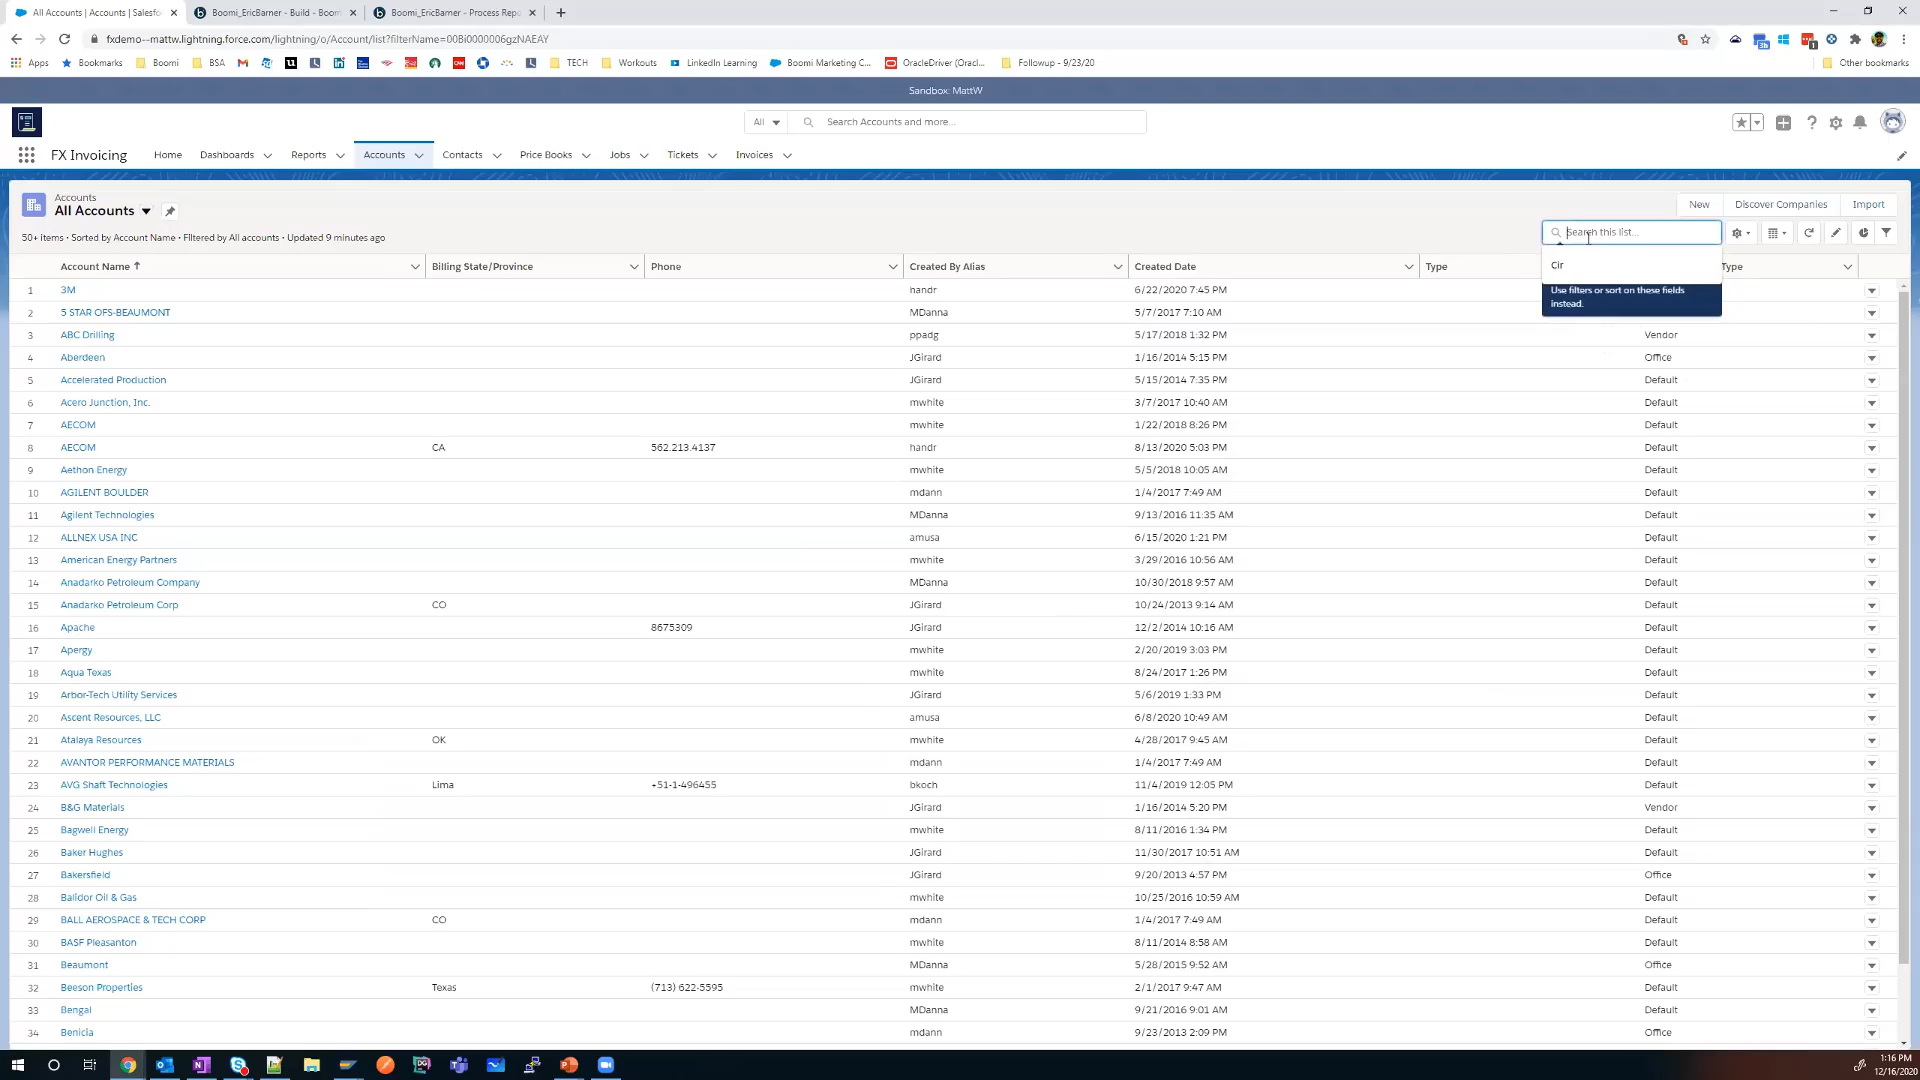 All Accounts | Accounts | Salesfo
Boomi_EricBarner - Build - Boom
Boomi_EricBarner - Process Repo
fxdemo--mattw.lightning.force.com/lightning/o/Account/list?filterName=00Bi0000006gzNAEAY
Apps Bookmarks Boomi BSA TECH Workouts LinkedIn Learning Boomi Marketing C... OracleDriver (Oracl... Followup - 9/23/20 Other bookmarks
Sandbox: MattW
All Search Accounts and more...
FX Invoicing Home Dashboards Reports Accounts Contacts Price Books Jobs Tickets Invoices
Accounts
All Accounts
New Discover Companies Import
50+ items • Sorted by Account Name • Filtered by All accounts • Updated 9 minutes ago
Search this list...
Cir
Use filters or sort on these fields
instead.
Account Name Billing State/Province Phone Created By Alias Created Date Type Type
1 3M handr 6/22/2020 7:45 PM
2 5 STAR OFS-BEAUMONT MDanna 5/7/2017 7:10 AM
3 ABC Drilling ppadg 5/17/2018 1:32 PM Vendor
4 Aberdeen JGirard 1/16/2014 5:15 PM Office
5 Accelerated Production JGirard 5/15/2014 7:35 PM Default
6 Acero Junction, Inc. mwhite 3/7/2017 10:40 AM Default
7 AECOM mwhite 1/22/2018 8:26 PM Default
8 AECOM CA 562.213.4137 handr 8/13/2020 5:03 PM Default
9 Aethon Energy mwhite 5/5/2018 10:05 AM Default
10 AGILENT BOULDER mdann 1/4/2017 7:49 AM Default
11 Agilent Technologies MDanna 9/13/2016 11:35 AM Default
12 ALLNEX USA INC amusa 6/15/2020 1:21 PM Default
13 American Energy Partners mwhite 3/29/2016 10:56 AM Default
14 Anadarko Petroleum Company MDanna 10/30/2018 9:57 AM Default
15 Anadarko Petroleum Corp CO JGirard 10/24/2013 9:14 AM Default
16 Apache 8675309 JGirard 12/2/2014 10:16 AM Default
17 Apergy mwhite 2/20/2019 3:03 PM Default
18 Aqua Texas mwhite 8/24/2017 1:26 PM Default
19 Arbor-Tech Utility Services JGirard 5/6/2019 1:33 PM Default
20 Ascent Resources, LLC amusa 6/8/2020 10:49 AM Default
21 Atalaya Resources OK mwhite 4/28/2017 9:45 AM Default
22 AVANTOR PERFORMANCE MATERIALS mdann 1/4/2017 7:49 AM Default
23 AVG Shaft Technologies Lima +51-1-496455 bkoch 11/4/2019 12:05 PM Default
24 B&G Materials JGirard 1/16/2014 5:20 PM Vendor
25 Bagwell Energy mwhite 8/11/2016 1:34 PM Default
26 Baker Hughes JGirard 11/30/2017 10:51 AM Default
27 Bakersfield JGirard 9/20/2013 4:57 PM Office
28 Balidor Oil & Gas mwhite 10/25/2016 10:59 AM Default
29 BALL AEROSPACE & TECH CORP CO mdann 1/4/2017 7:49 AM Default
30 BASF Pleasanton mwhite 8/11/2014 8:58 AM Default
31 Beaumont MDanna 5/28/2015 9:52 AM Office
32 Beeson Properties Texas (713) 622-5595 mwhite 2/1/2017 9:47 AM Default
33 Bengal MDanna 9/21/2016 9:01 AM Default
34 Benicia mdann 9/23/2013 2:09 PM Office
1:16 PM
12/16/2020